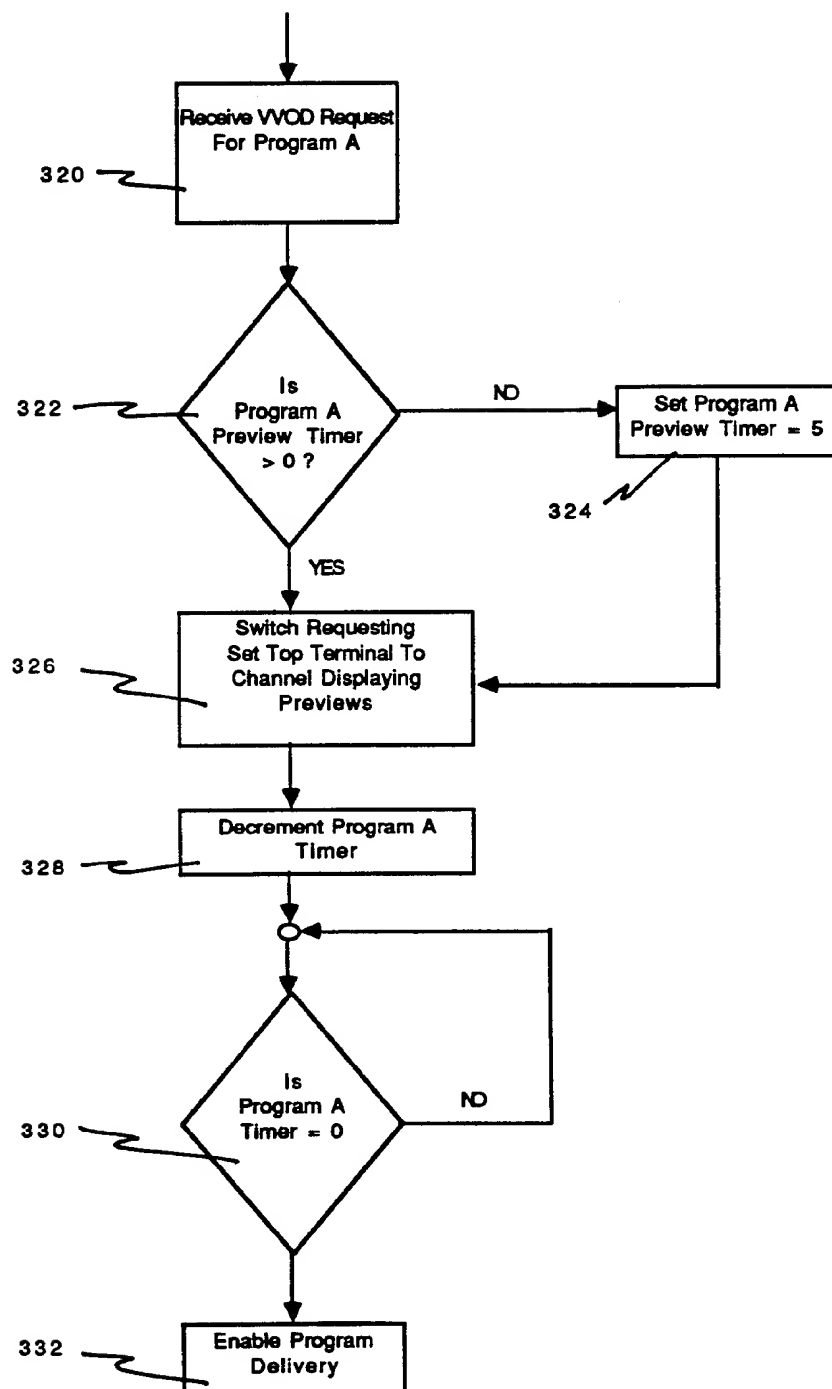 Receive VVOD Request
For Program A
320
Is
Program A
Preview Timer
> 0 ?
322
NO
Set Program A
Preview Timer = 5
324
YES
Switch Requesting
Set Top Terminal To
Channel Displaying
Previews
326
Decrement Program A
Timer
328
Is
Program A
Timer = 0
330
NO
Enable Program
Delivery
332